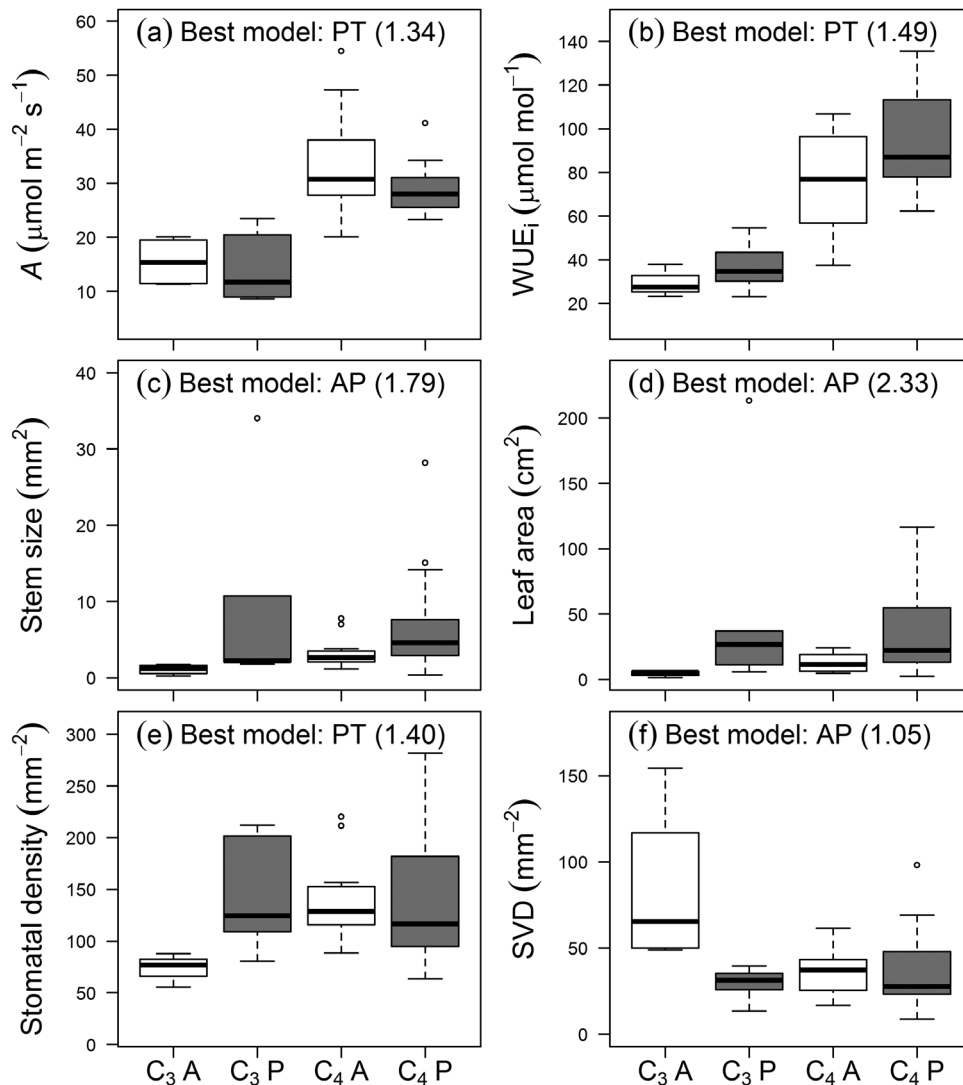 (a) Best model: PT (1.34)
A (μmol m⁻² s⁻¹)
60
50
40
30
20
10
(b) Best model: PT (1.49)
WUEᵢ (μmol mol⁻¹)
140
120
100
80
60
40
20
(c) Best model: AP (1.79)
Stem size (mm²)
40
30
20
10
0
(d) Best model: AP (2.33)
Leaf area (cm²)
200
150
100
50
0
(e) Best model: PT (1.40)
Stomatal density (mm⁻²)
300
250
200
150
100
50
0
C₃ A C₃ P C₄ A C₄ P
(f) Best model: AP (1.05)
SVD (mm⁻²)
150
100
50
0
C₃ A C₃ P C₄ A C₄ P